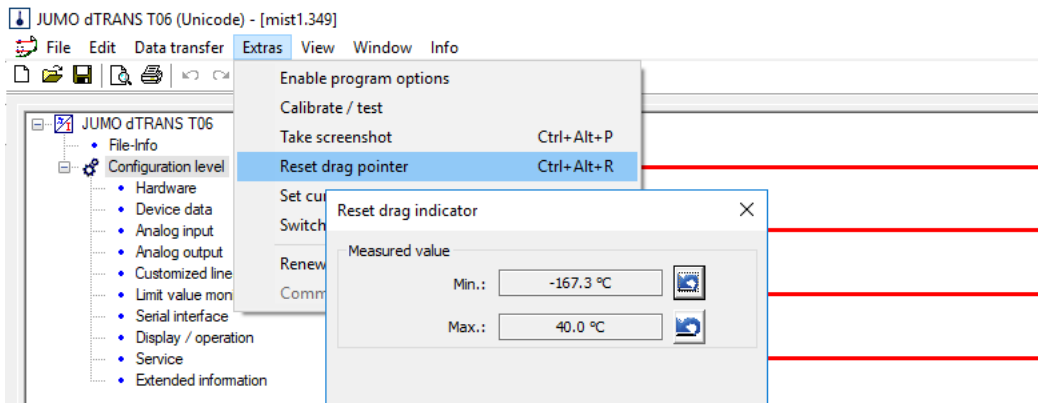 JUMO dTRANS T06 (Unicode) - [mist1.349]
File Edit Data transfer Extras View Window Info
Enable program options
Calibrate / test
Take screenshot Ctrl+Alt+P
Reset drag pointer Ctrl+Alt+R
Set cu
Switch
Renew
Comm
JUMO dTRANS T06
File-Info
Configuration level
Hardware
Device data
Analog input
Analog output
Customized line
Limit value mon
Serial interface
Display / operation
Service
Extended information
Reset drag indicator
Measured value
Min.: -167.3 °C
Max.: 40.0 °C